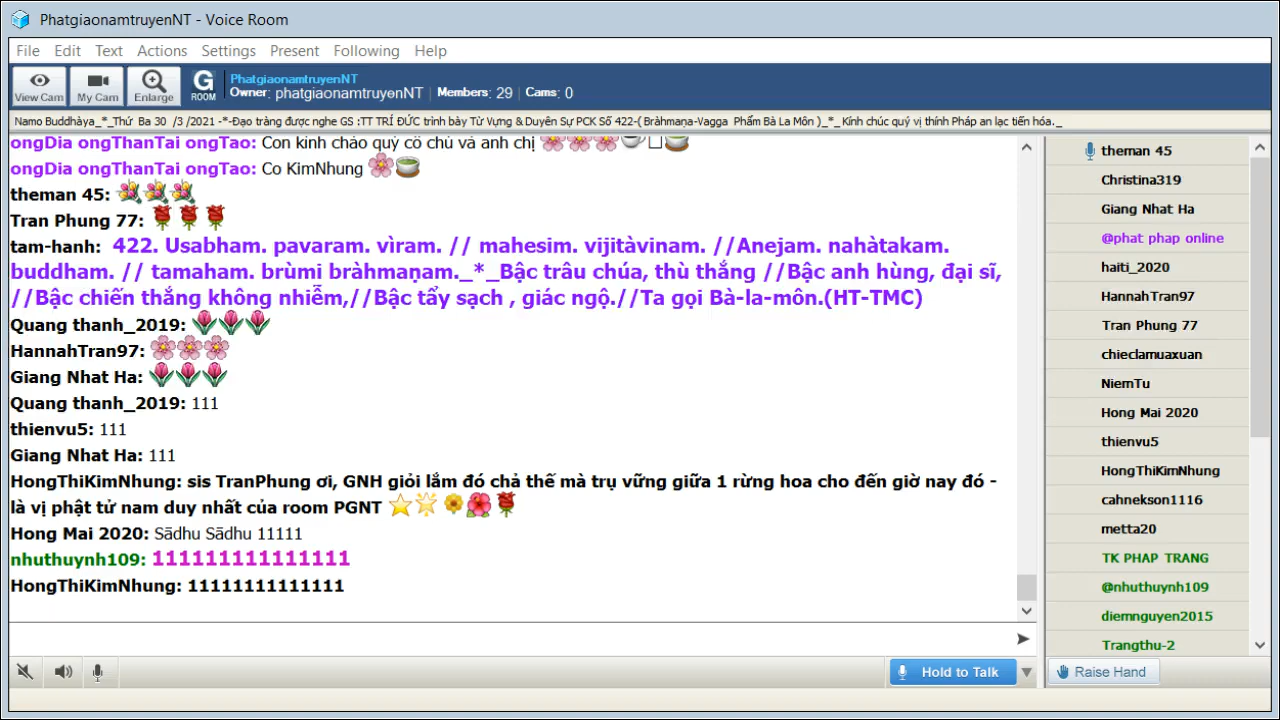 PhatgiaonamtruyenNT - Voice Room
File Edit Text Actions Settings Present Following Help
View Cam
My Cam
Enlarge
G
ROOM
PhatgiaonamtruyenNT
Owner: phatgiaonamtruyenNT | Members: 29 | Cams: 0
Namo Buddhàya_*_Thứ Ba 30 /3 /2021 -*-Đạo tràng được nghe GS :TT TRÍ ĐỨC trình bày Từ Vựng & Duyên Sự PCK Số 422-( Bràhmaṇa-Vagga Phẩm Bà La Môn )_*_ Kính chúc quý vị thính Pháp an lạc tiến hóa._
ongDia ongThanTai ongTao: Con kính chào quý cô chú và anh chị
ongDia ongThanTai ongTao: Co KimNhung
theman 45:
Tran Phung 77:
tam-hanh: 422. Usabham. pavaram. vìram. // mahesim. vijitàvinam. //Anejam. nahàtakam.
buddham. // tamaham. brùmi bràhmaṇam._*_Bậc trâu chúa, thù thắng //Bậc anh hùng, đại sĩ,
//Bậc chiến thắng không nhiễm,//Bậc tẩy sạch , giác ngộ.//Ta gọi Bà-la-môn.(HT-TMC)
Quang thanh_2019:
HannahTran97:
Giang Nhat Ha:
Quang thanh_2019: 111
thienvu5: 111
Giang Nhat Ha: 111
HongThiKimNhung: sis TranPhung ơi, GNH giỏi lắm đó chả thế mà trụ vững giữa 1 rừng hoa cho đến giờ nay đó -
là vị phật tử nam duy nhất của room PGNT
Hong Mai 2020: Sādhu Sādhu 11111
nhuthuynh109: 111111111111111
HongThiKimNhung: 11111111111111
Hold to Talk
theman 45
Christina319
Giang Nhat Ha
@phat phap online
haiti_2020
HannahTran97
Tran Phung 77
chieclamuaxuan
NiemTu
Hong Mai 2020
thienvu5
HongThiKimNhung
cahnekson1116
metta20
TK PHAP TRANG
@nhuthuynh109
diemnguyen2015
Trangthu-2
Raise Hand